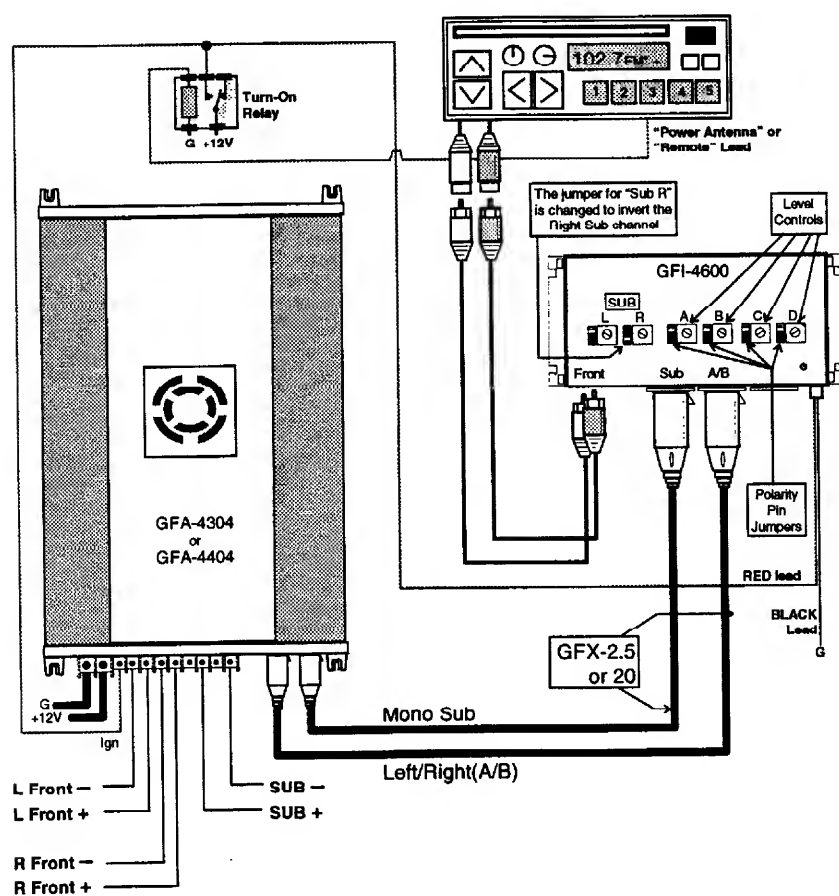 102.7FM
1 2 3 4 5
Turn-On
Relay
G +12V
"Power Antenna" or
"Remote" Lead
The jumper for "Sub R"
is changed to invert the
Right Sub channel
Level
Controls
GFI-4600
SUB
L R A B C D
Front Sub A/B
GFA-4304
or
GFA-4404
Polarity
Pin
Jumpers
RED lead
BLACK
Lead
G
GFX-2.5
or 20
G
+12V
Ign
Mono Sub
Left/Right(A/B)
L Front −
L Front +
SUB −
SUB +
R Front −
R Front +